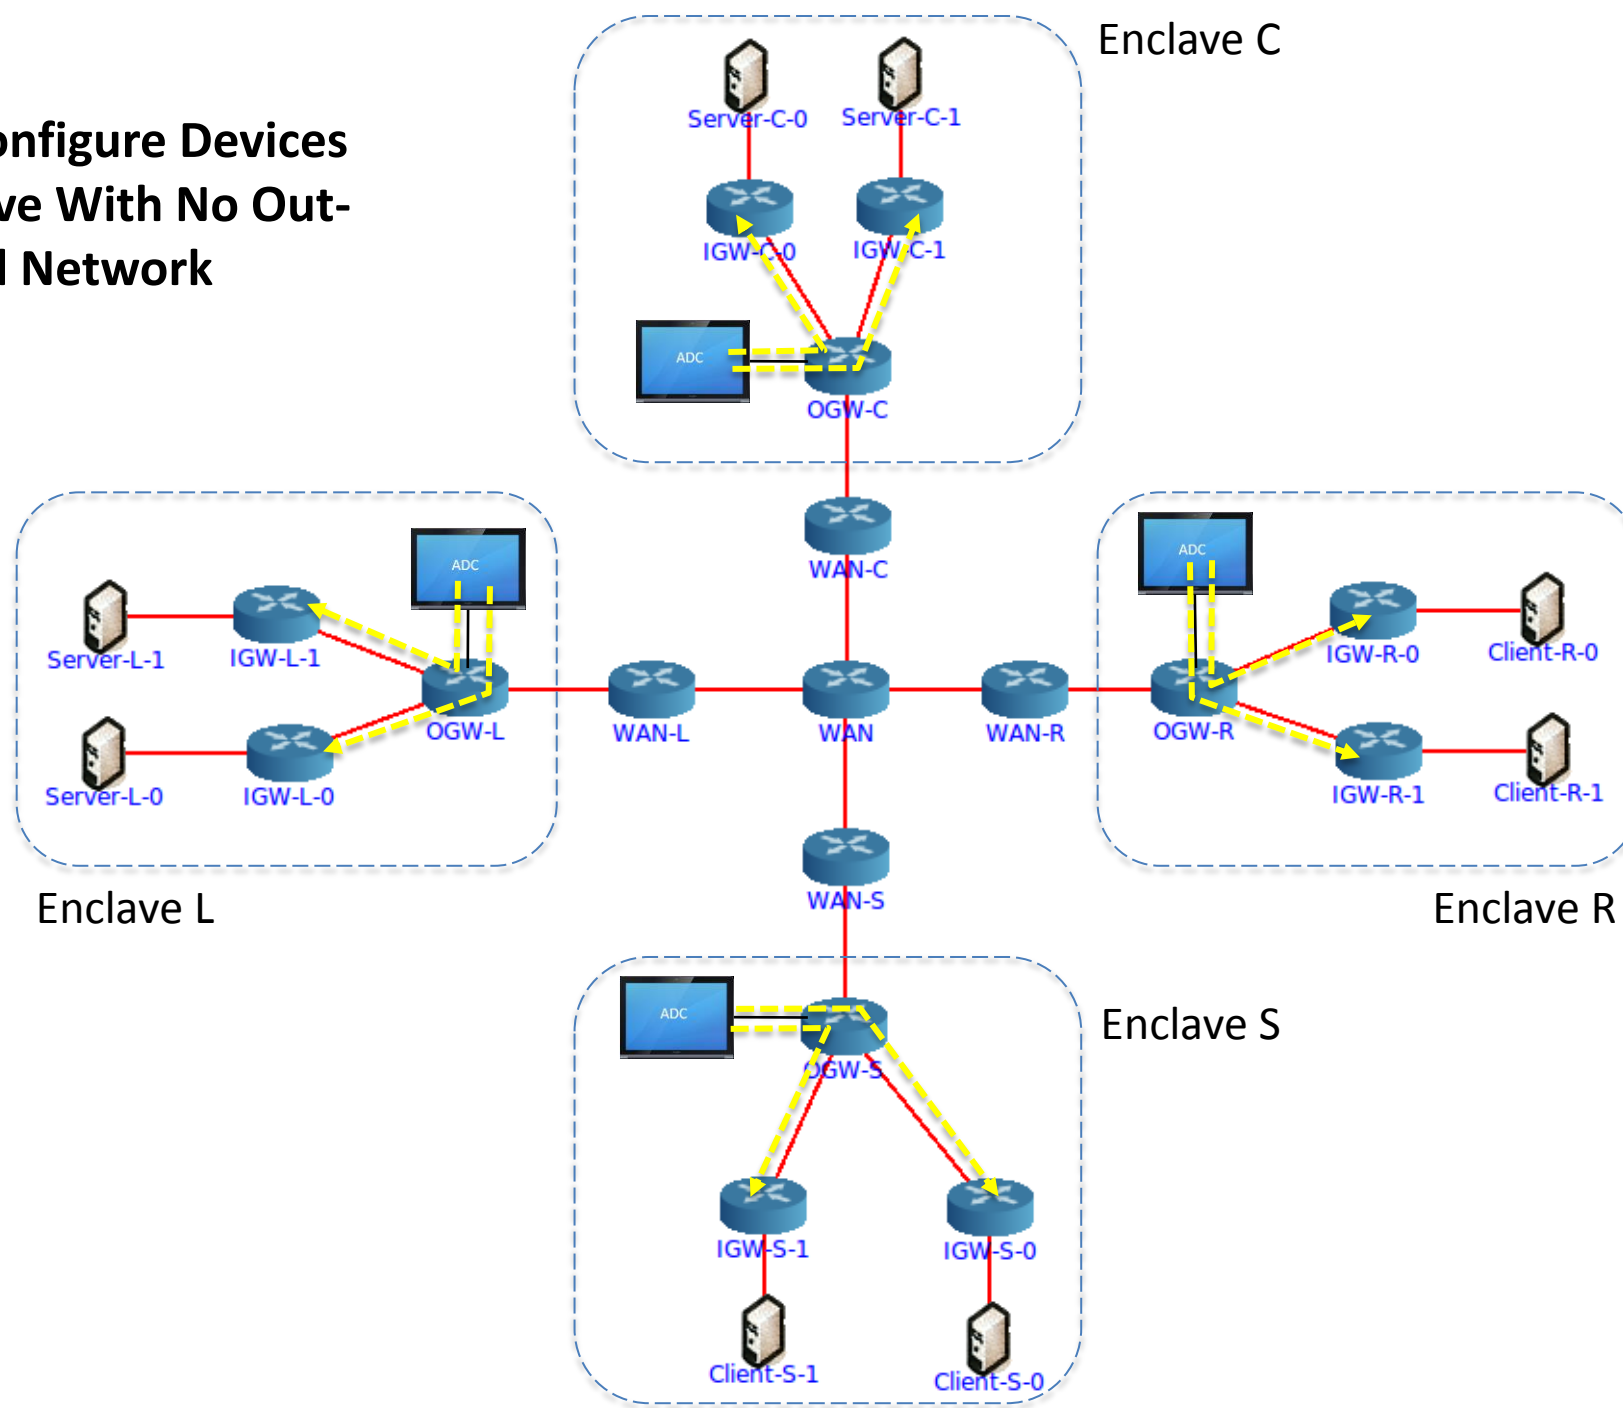 Enclave C
Server-C-0
Server-C-1
onfigure Devices
ve With No Out-
Network
IGW-C-0
IGW-C-1
ADC
OGW-C
WAN-C
ADC
ADC
Server-L-1
IGW-L-1
IGW-R-0
Client-R-0
OGW-L
WAN-L
WAN
WAN-R
OGW-R
Server-L-0
IGW-L-0
IGW-R-1
Client-R-1
WAN-S
Enclave L
Enclave R
ADC
Enclave S
OGW-S
IGW-S-1
IGW-S-0
Client-S-1
Client-S-0